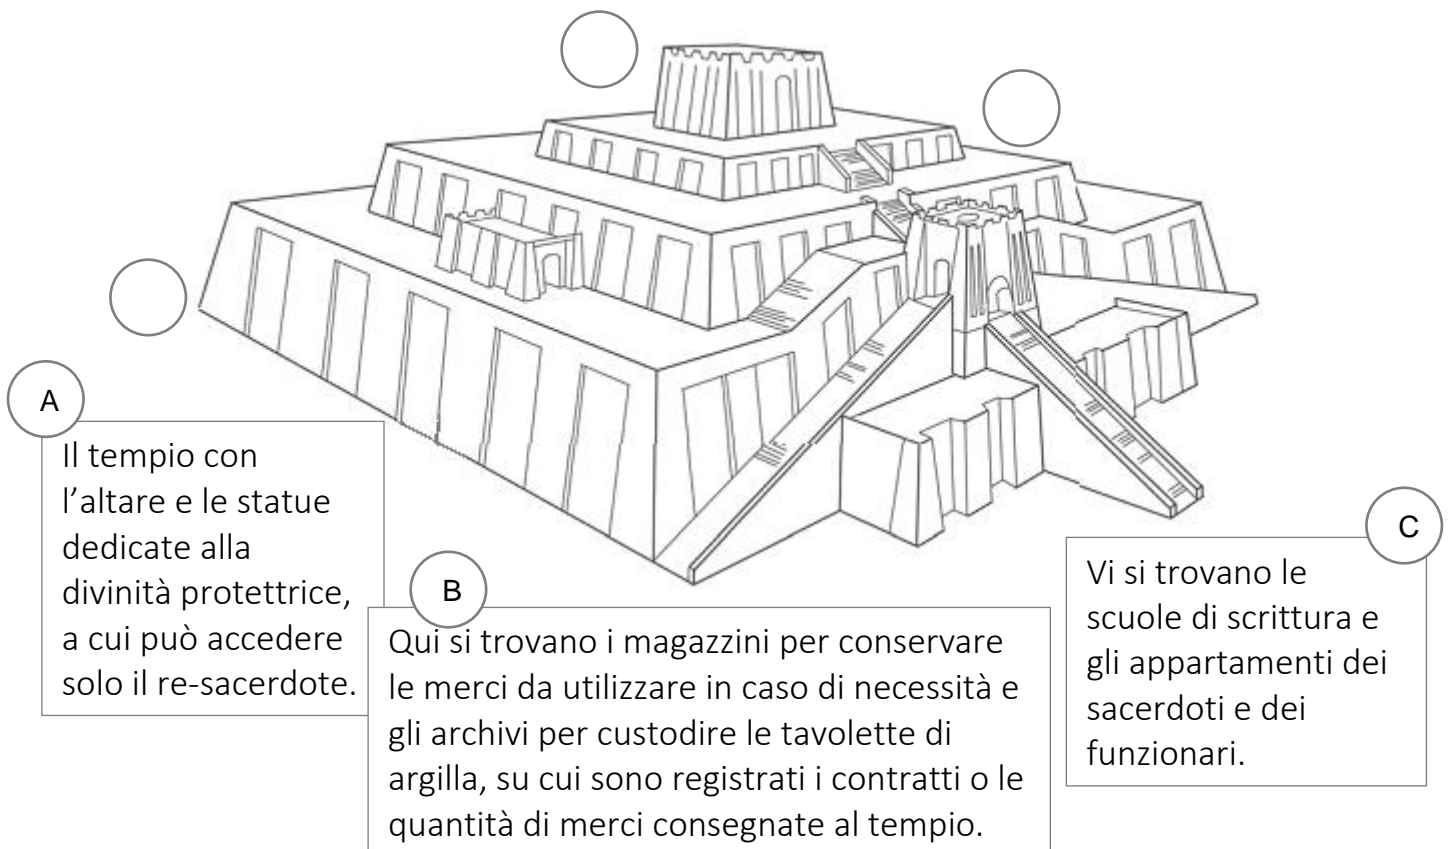 A
Il tempio con
l’altare e le statue
dedicate alla
divinità protettrice,
a cui può accedere
solo il re-sacerdote.
B
Qui si trovano i magazzini per conservare
le merci da utilizzare in caso di necessità e
gli archivi per custodire le tavolette di
argilla, su cui sono registrati i contratti o le
quantità di merci consegnate al tempio.
C
Vi si trovano le
scuole di scrittura e
gli appartamenti dei
sacerdoti e dei
funzionari.